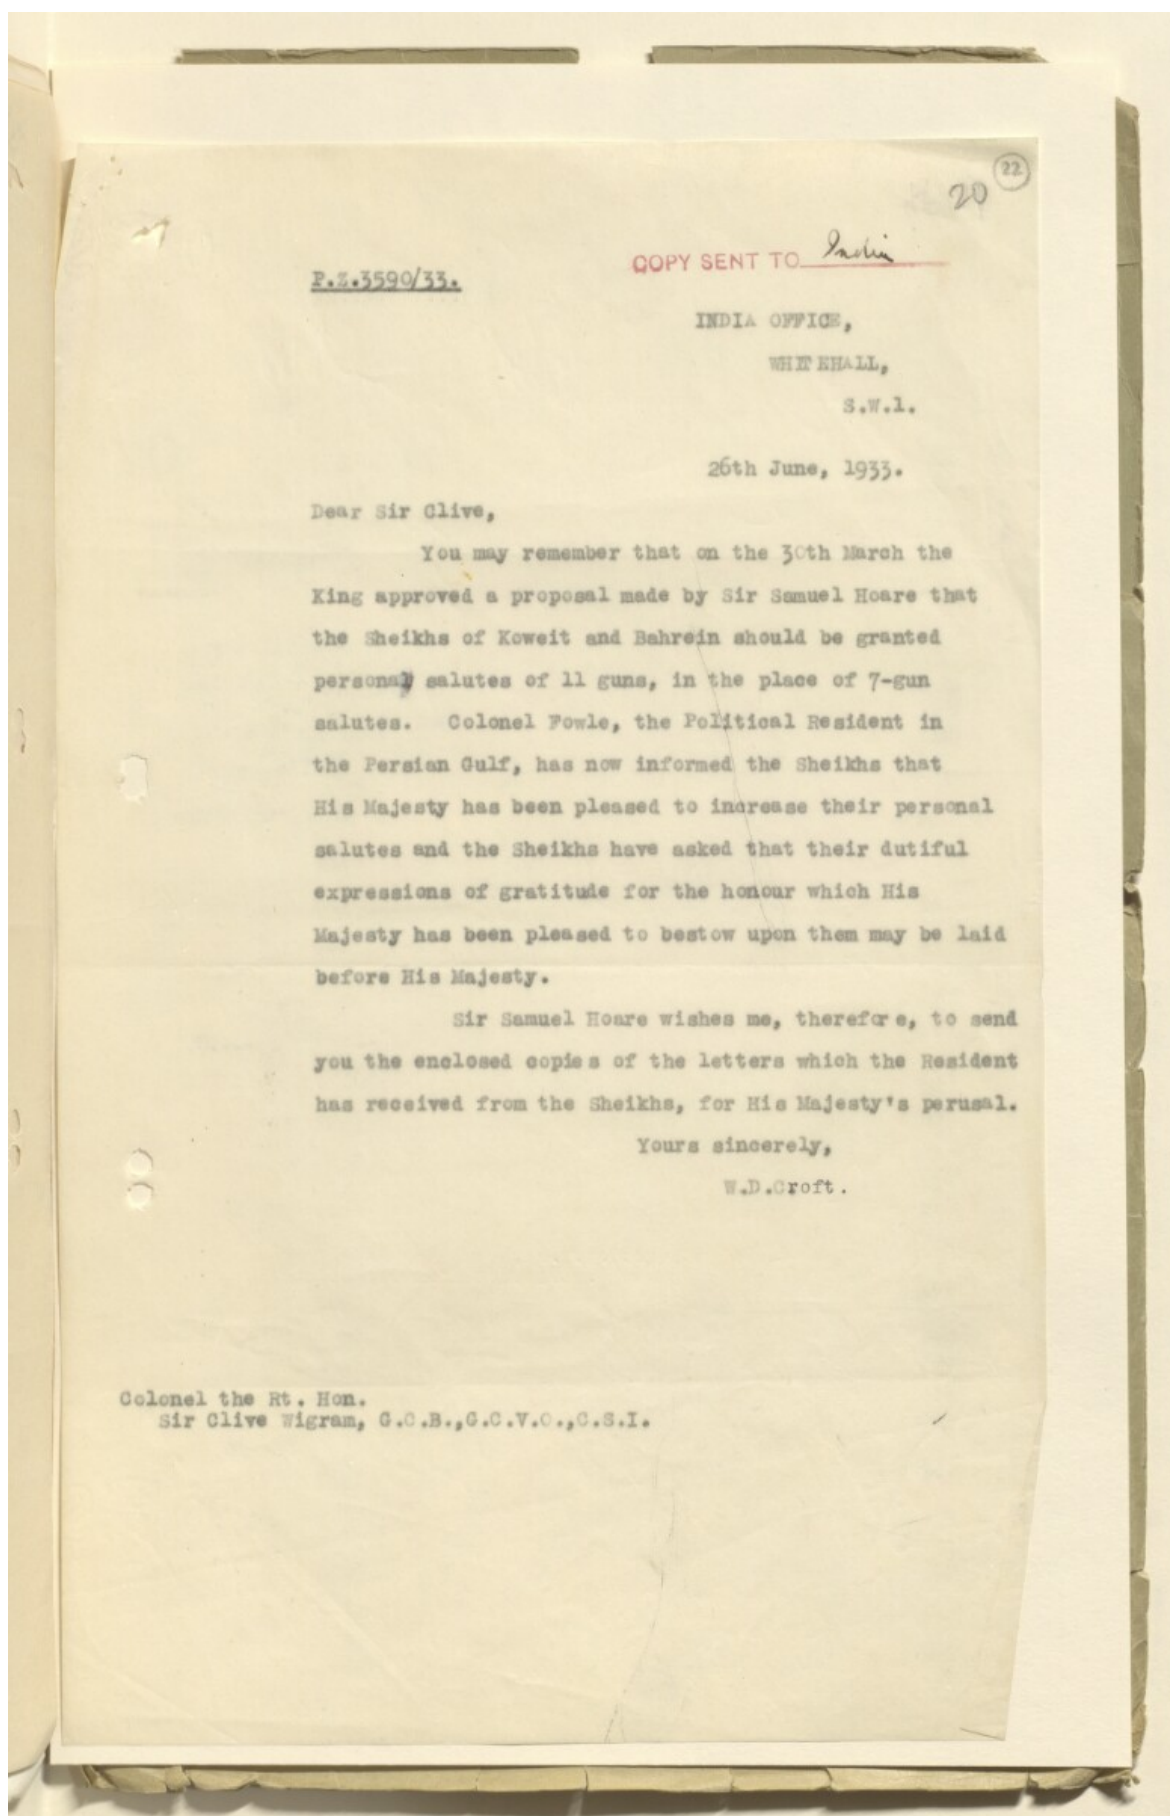 22
20
COPY SENT TO India
P.Z.3590/33.
INDIA OFFICE,
WHITEHALL,
S.W.1.
26th June, 1933.
Dear Sir Clive,
You may remember that on the 30th March the
King approved a proposal made by Sir Samuel Hoare that
the Sheikhs of Koweit and Bahrein should be granted
personal salutes of 11 guns, in the place of 7-gun
salutes. Colonel Fowle, the Political Resident in
the Persian Gulf, has now informed the Sheikhs that
His Majesty has been pleased to increase their personal
salutes and the Sheikhs have asked that their dutiful
expressions of gratitude for the honour which His
Majesty has been pleased to bestow upon them may be laid
before His Majesty.
Sir Samuel Hoare wishes me, therefore, to send
you the enclosed copies of the letters which the Resident
has received from the Sheikhs, for His Majesty's perusal.
Yours sincerely,
W.D.Croft.
Colonel the Rt. Hon.
Sir Clive Wigram, G.C.B.,G.C.V.O.,C.S.I.